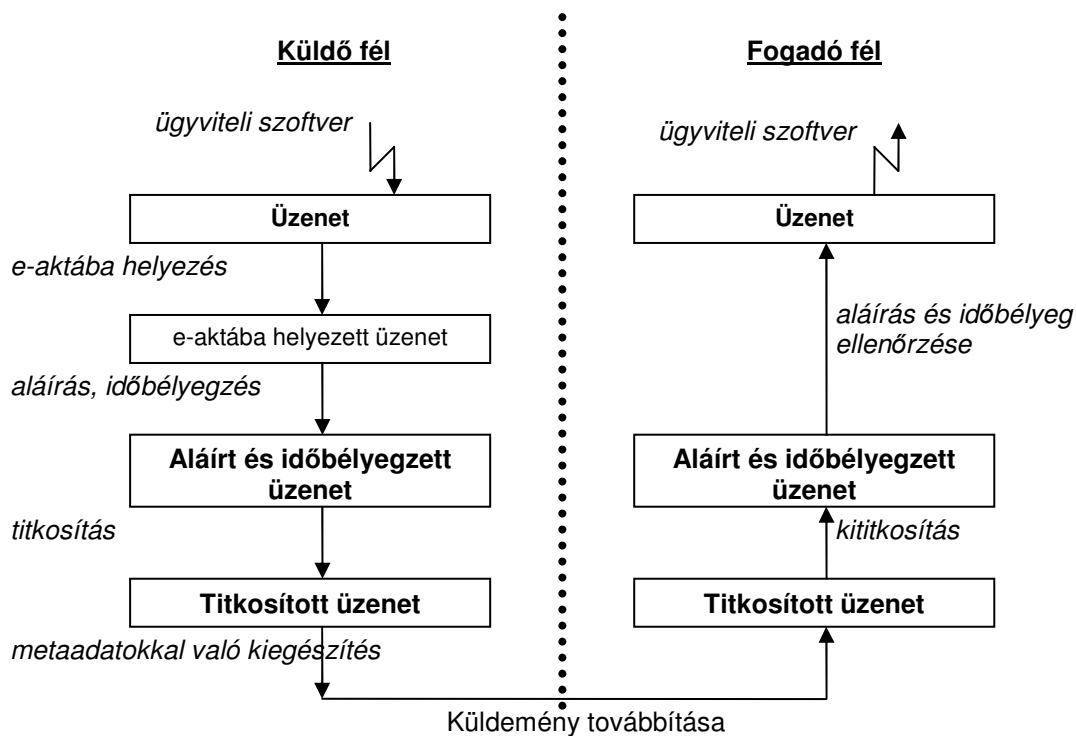 Küldő fél
ügyviteli szoftver
Üzenet
e-aktába helyezés
e-aktába helyezett üzenet
aláírás, időbélyegzés
Aláírt és időbélyegzett
üzenet
titkosítás
Titkosított üzenet
metaadatokkal való kiegészítés
Küldemény továbbítása
Fogadó fél
ügyviteli szoftver
Üzenet
aláírás és időbélyeg
ellenőrzése
Aláírt és időbélyegzett
üzenet
kititkosítás
Titkosított üzenet